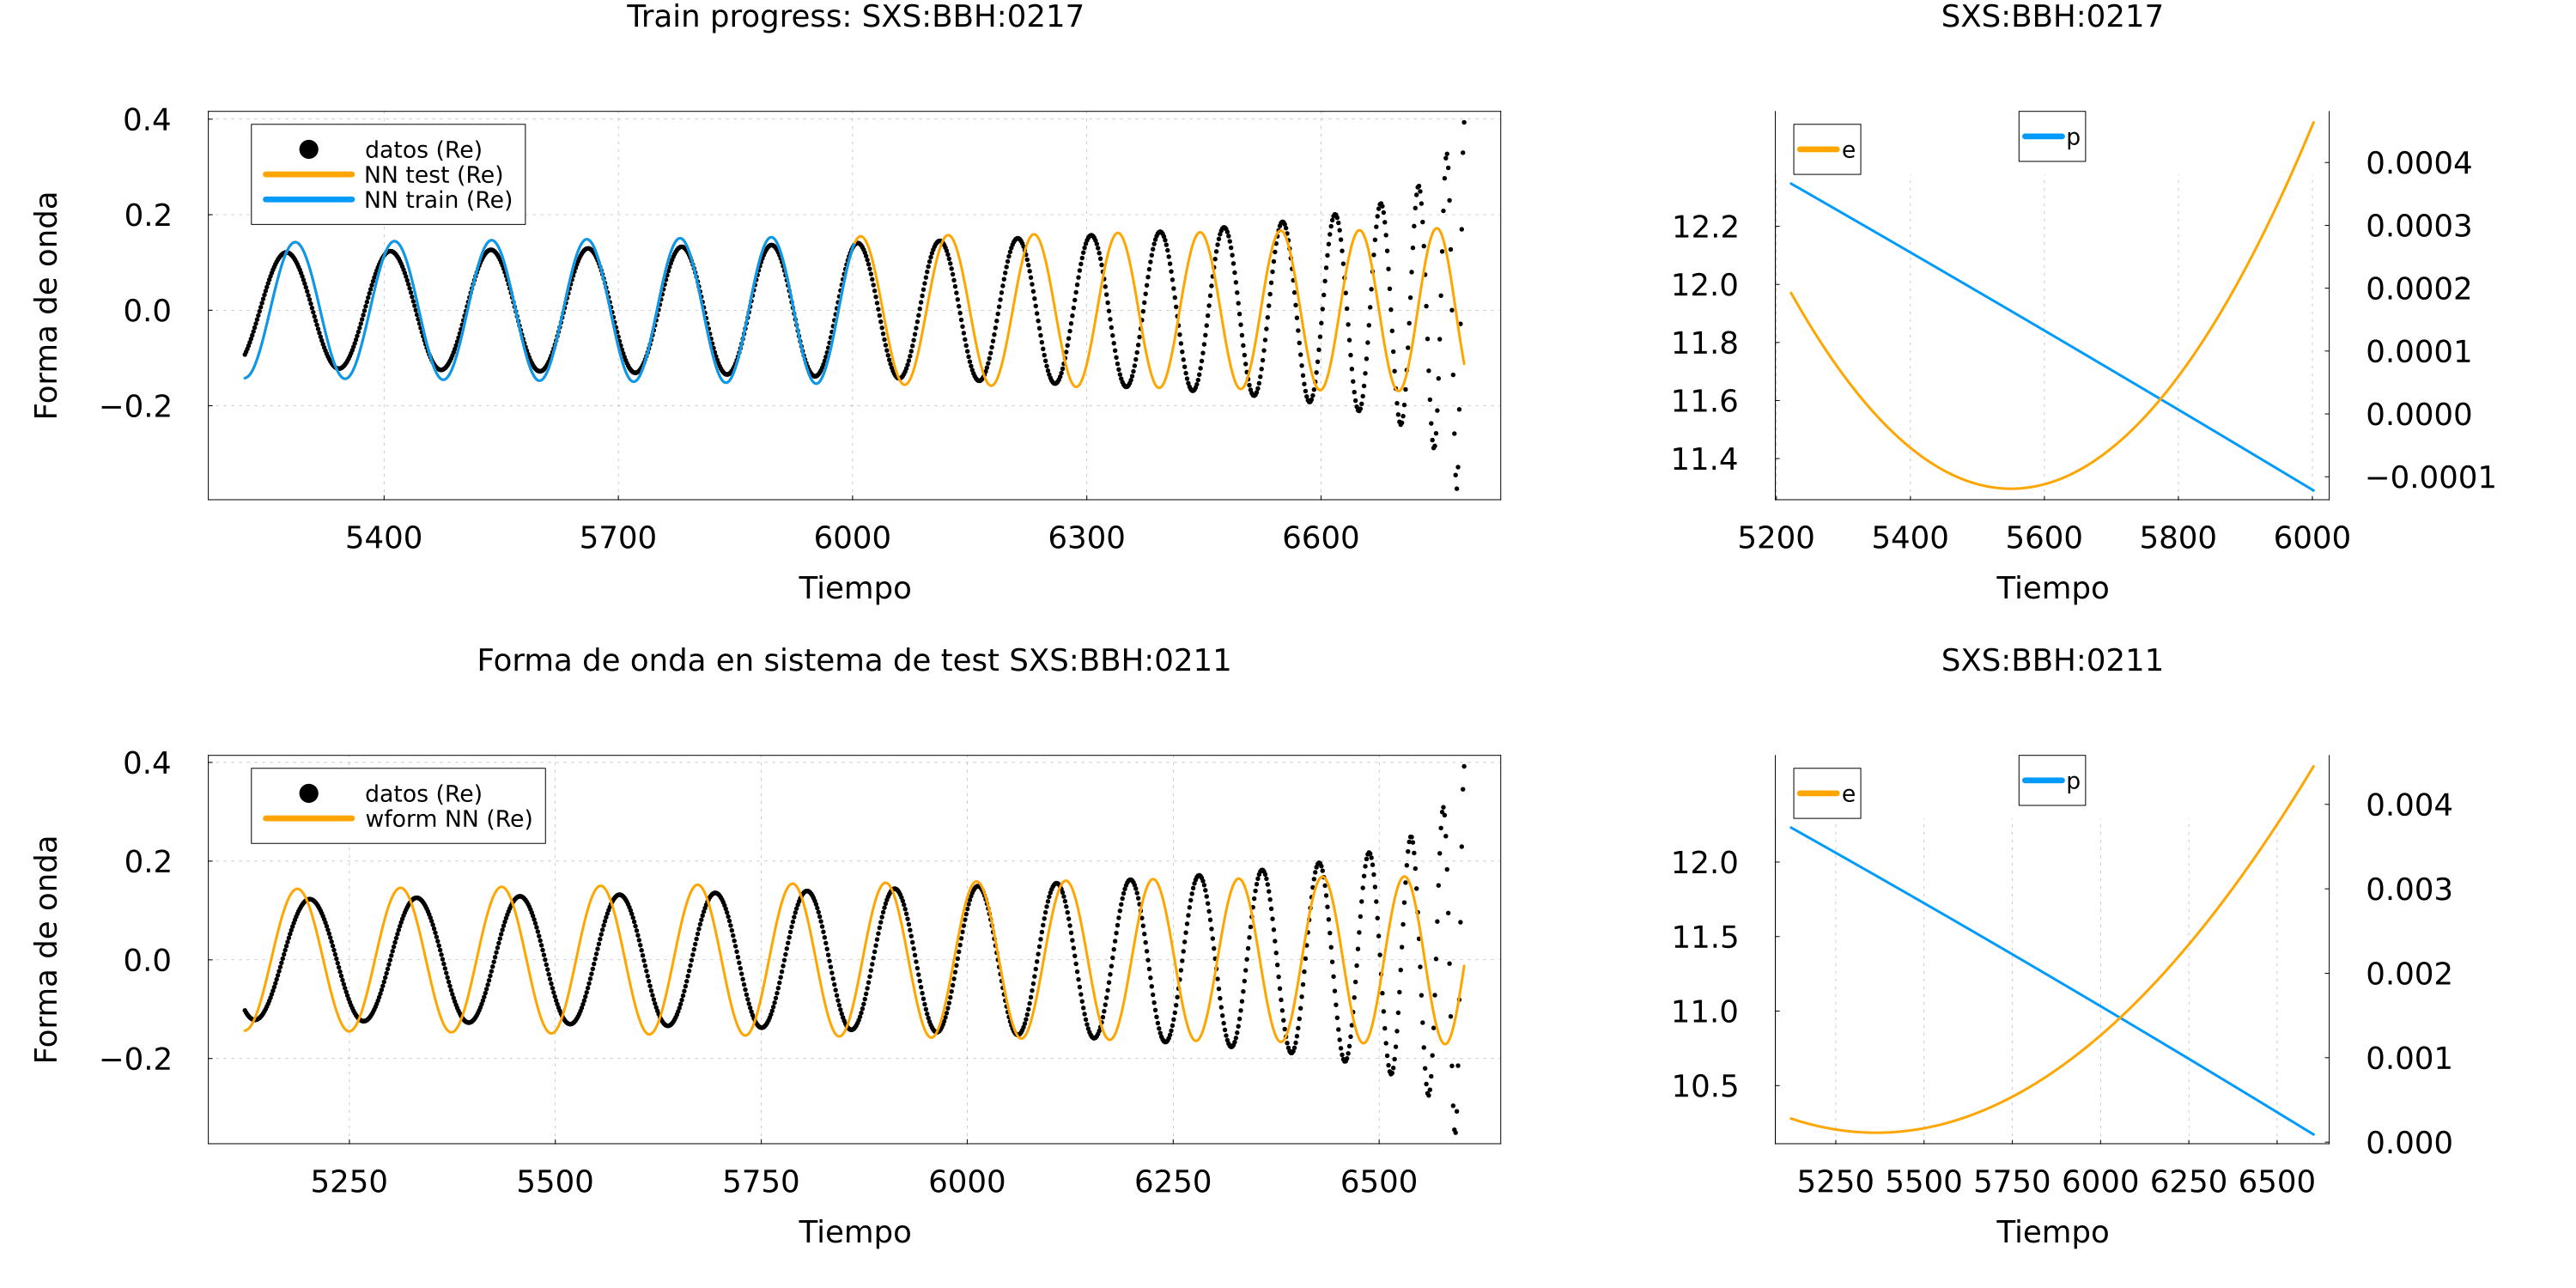 Train progress: SXS:BBH:0217
Forma de onda
0.4
0.2
0.0
−0.2
datos (Re)
NN test (Re)
NN train (Re)
5400 5700 6000 6300 6600
Tiempo
SXS:BBH:0217
e
p
12.2
12.0
11.8
11.6
11.4
0.0004
0.0003
0.0002
0.0001
0.0000
−0.0001
5200 5400 5600 5800 6000
Tiempo
Forma de onda en sistema de test SXS:BBH:0211
Forma de onda
0.4
0.2
0.0
−0.2
datos (Re)
wform NN (Re)
5250 5500 5750 6000 6250 6500
Tiempo
SXS:BBH:0211
e
p
12.0
11.5
11.0
10.5
0.004
0.003
0.002
0.001
0.000
5250 5500 5750 6000 6250 6500
Tiempo